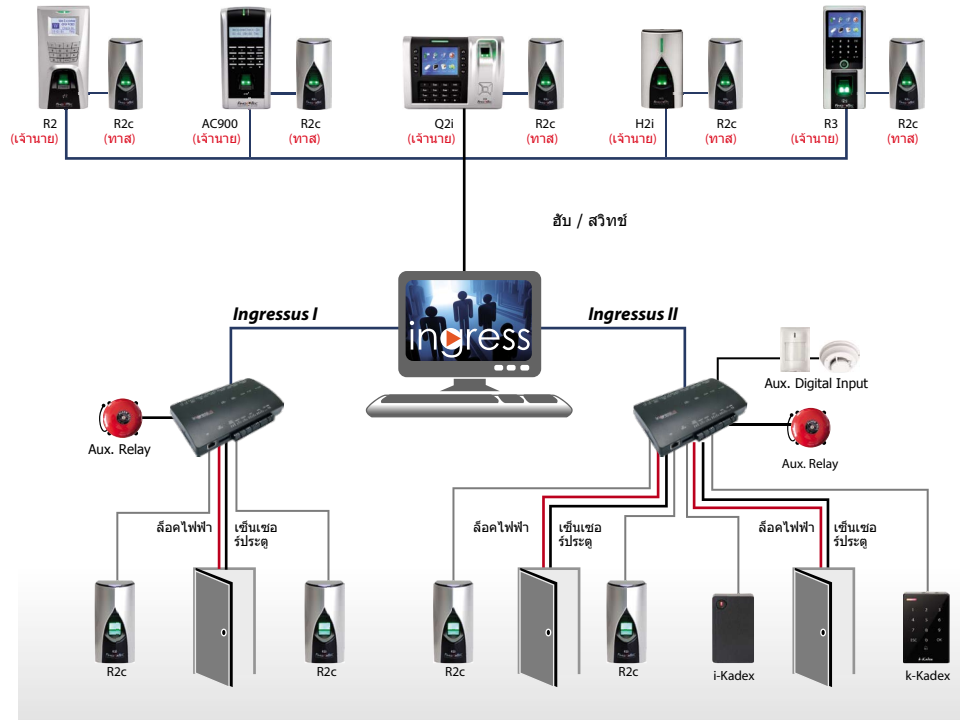 R2
(เจ้านาย)
R2c
(ทาส)
AC900
(เจ้านาย)
R2c
(ทาส)
Q2i
(เจ้านาย)
R2c
(ทาส)
H2i
(เจ้านาย)
R2c
(ทาส)
R3
(เจ้านาย)
R2c
(ทาส)
ฮับ / สวิทช์
Ingressus I
ingress
Ingressus II
Aux. Digital Input
Aux. Relay
Aux. Relay
ล็อคไฟฟ้า
เซ็นเซอ
ร์ประตู
ล็อคไฟฟ้า
เซ็นเซอ
ร์ประตู
ล็อคไฟฟ้า
เซ็นเซอ
ร์ประตู
R2c
R2c
R2c
R2c
i-Kadex
k-Kadex